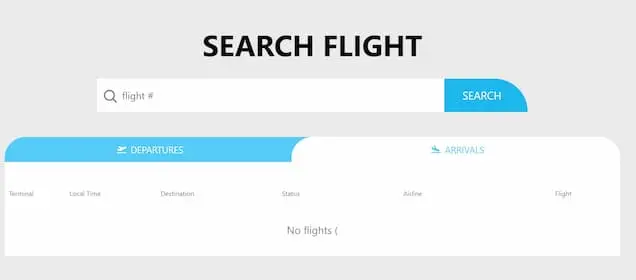 SEARCH FLIGHT
flight # SEARCH
DEPARTURES ARRIVALS
Terminal Local Time Destination Status Airline Flight
No flights (